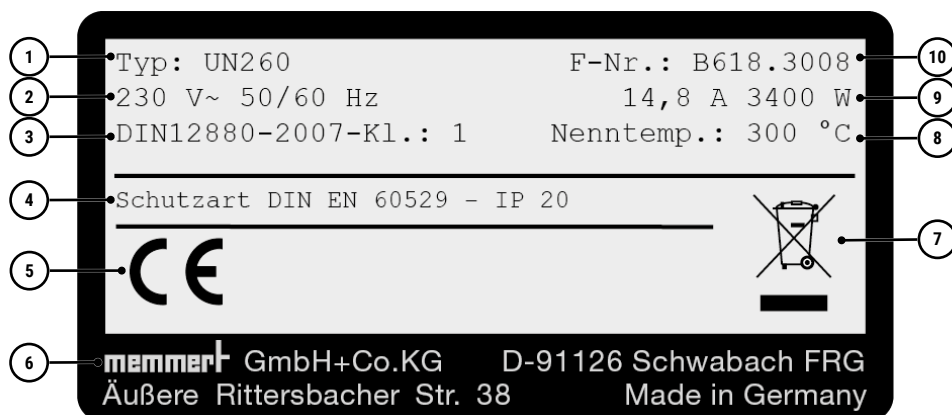 1 Typ: UN260 F-Nr.: B618.3008 10
2 230 V~ 50/60 Hz 14,8 A 3400 W 9
3 DIN12880-2007-Kl.: 1 Nenntemp.: 300 °C 8
4 Schutzart DIN EN 60529 – IP 20
5 CE 7
6 memmert GmbH+Co.KG D-91126 Schwabach FRG
Äußere Rittersbacher Str. 38 Made in Germany